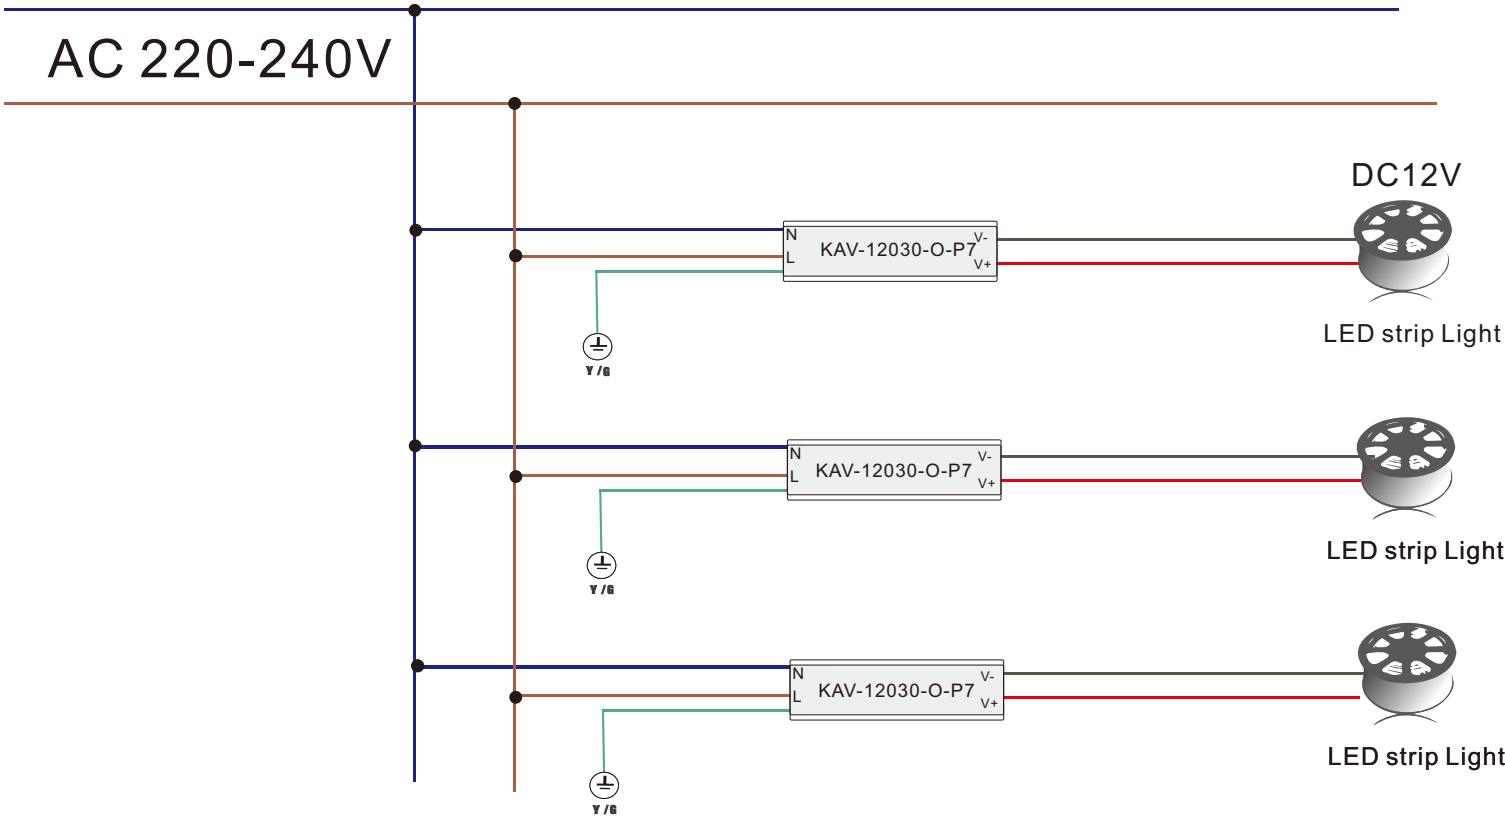 AC 220-240V
DC12V
N
KAV-12030-O-P7
V-
L
V+
LED strip Light
Y/G
N
V-
KAV-12030-O-P7
L
V+
LED strip Light
Y/G
N
V-
KAV-12030-O-P7
L
V+
LED strip Light
Y/G